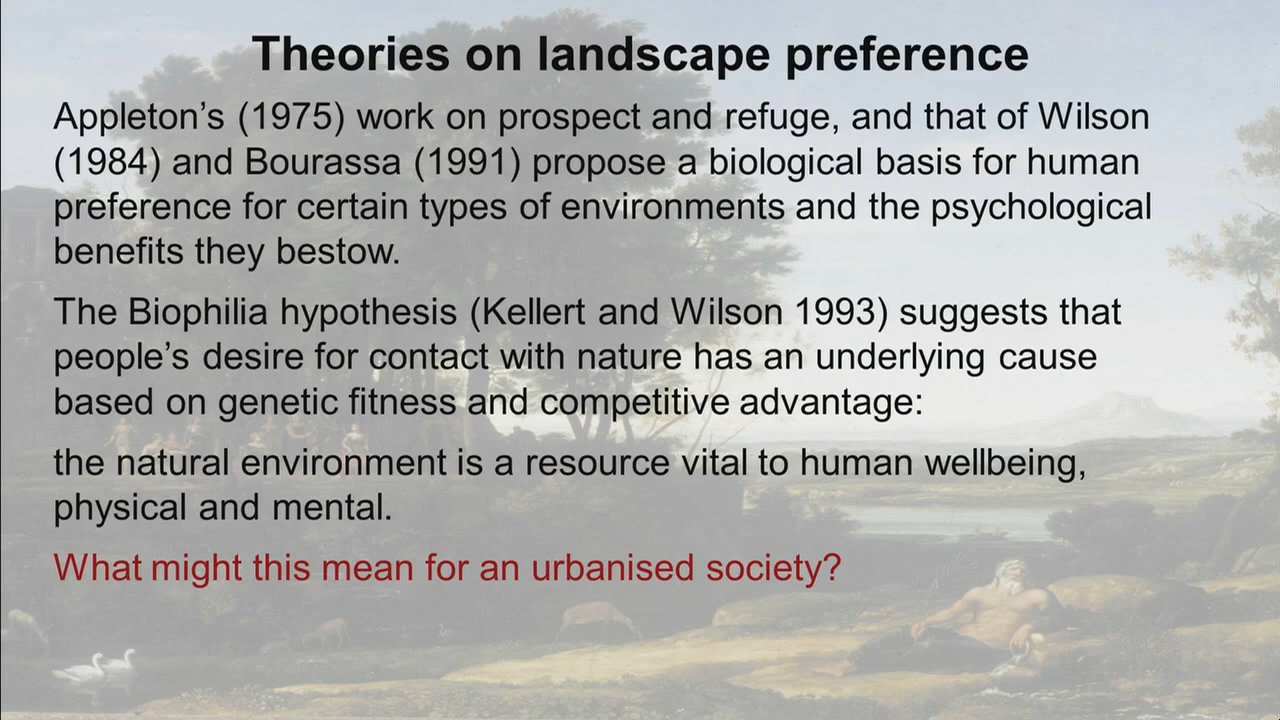 Theories on landscape preference
Appleton’s (1975) work on prospect and refuge, and that of Wilson
(1984) and Bourassa (1991) propose a biological basis for human
preference for certain types of environments and the psychological
benefits they bestow.
The Biophilia hypothesis (Kellert and Wilson 1993) suggests that
people’s desire for contact with nature has an underlying cause
based on genetic fitness and competitive advantage:
the natural environment is a resource vital to human wellbeing,
physical and mental.
What might this mean for an urbanised society?